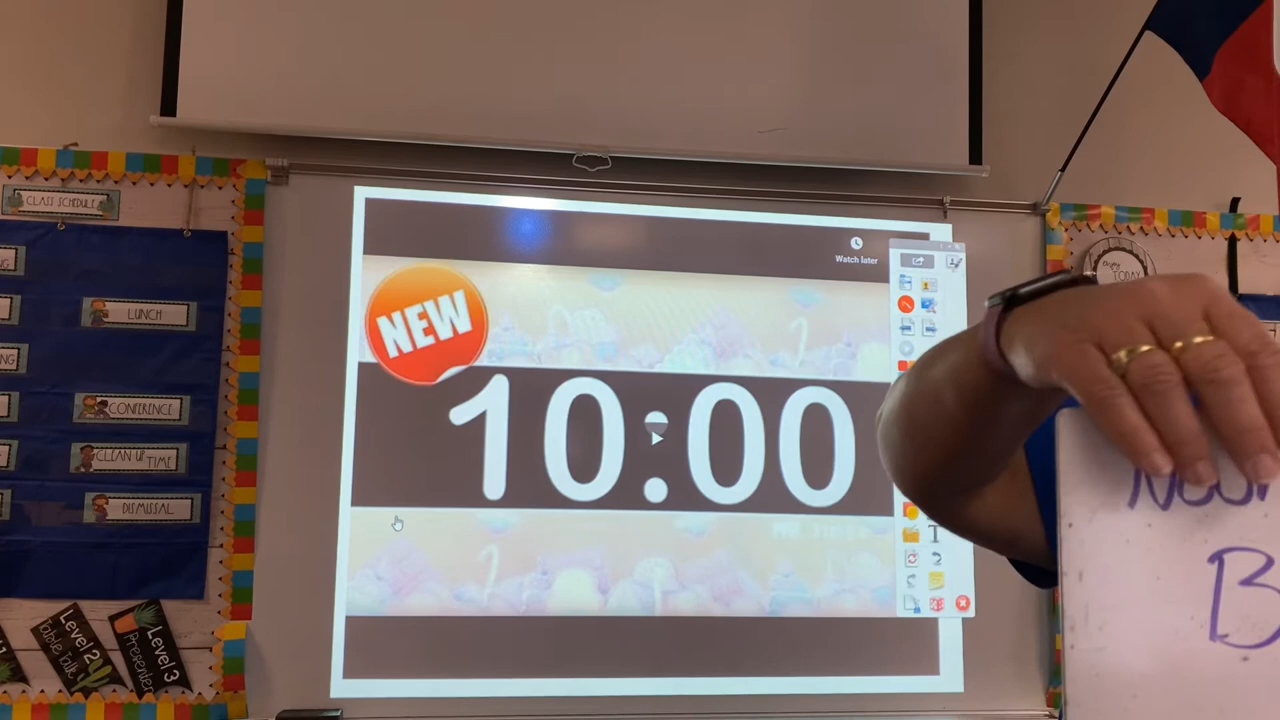 CLASS SCHEDULE
LUNCH
CONFERENCE
CLEAN UP TIME
DISMISSAL
Level 2
Table Talk
Level 3
Presenter
Watch later
NEW
10:00
TODAY
B